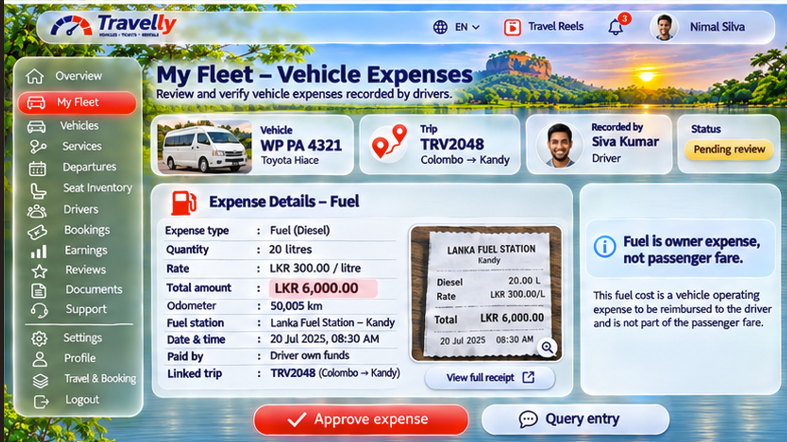 Travelly
VEHICLES • TICKETS • RENTALS
EN
Travel Reels
3
Nimal Silva
Overview
My Fleet
Vehicles
Services
Departures
Seat Inventory
Drivers
Bookings
Earnings
Reviews
Documents
Support
Settings
Profile
Travel & Booking
Logout
My Fleet – Vehicle Expenses
Review and verify vehicle expenses recorded by drivers.
Vehicle
WP PA 4321
Toyota Hiace
Trip
TRV2048
Colombo → Kandy
Recorded by
Siva Kumar
Driver
Status
Pending review
Expense Details – Fuel
Expense type : Fuel (Diesel)
Quantity : 20 litres
Rate : LKR 300.00 / litre
Total amount : LKR 6,000.00
Odometer : 50,005 km
Fuel station : Lanka Fuel Station – Kandy
Date & time : 20 Jul 2025, 08:30 AM
Paid by : Driver own funds
Linked trip : TRV2048 (Colombo → Kandy)
LANKA FUEL STATION
Kandy
Diesel 20.00 L
Rate LKR 300.00/L
Total LKR 6,000.00
20 Jul 2025 08:30 AM
View full receipt
i
Fuel is owner expense,
not passenger fare.
This fuel cost is a vehicle operating
expense to be reimbursed to the driver
and is not part of the passenger fare.
Approve expense
Query entry